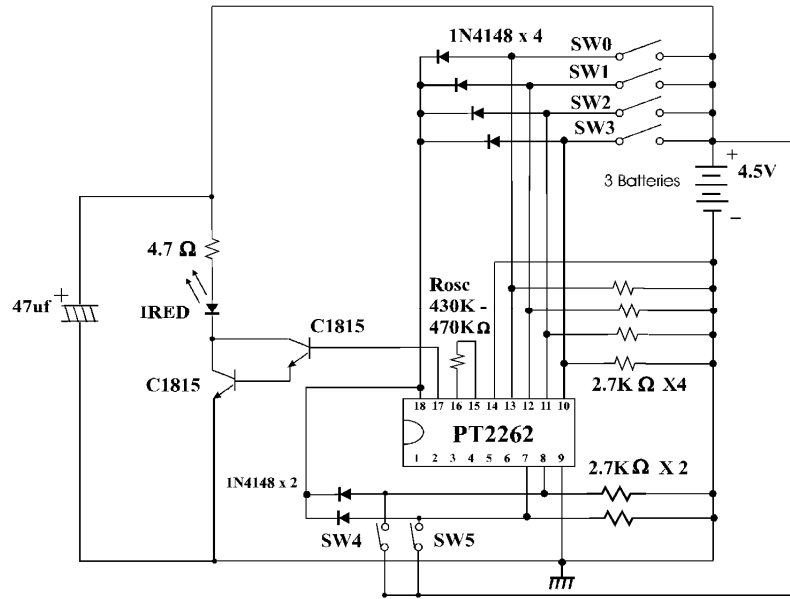 1N4148 x 4
SW0
SW1
SW2
SW3
+
4.5V
3 Batteries
−
4.7 Ω
Rosc
430K -
470KΩ
+
47uf
IRED
C1815
C1815
2.7K Ω X4
18 17 16 15 14 13 12 11 10
PT2262
1 2 3 4 5 6 7 8 9
2.7K Ω X 2
1N4148 x 2
SW4
SW5